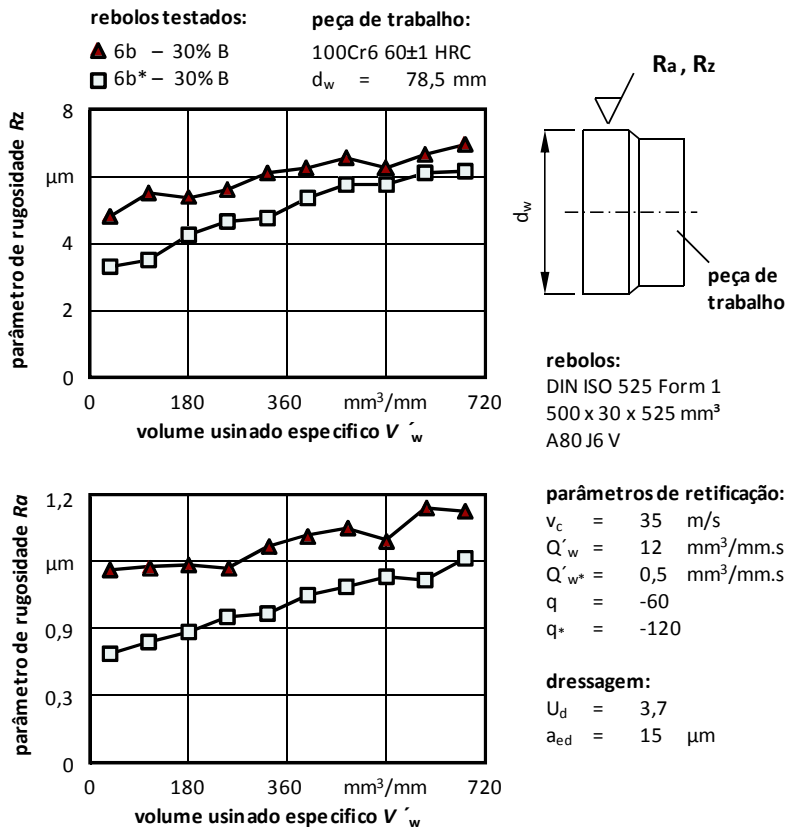 rebolos testados:
6b – 30% B
6b* – 30% B
peça de trabalho:
100Cr6 60±1 HRC
dw = 78,5 mm
parâmetro de rugosidade Rz
8
µm
4
2
0
0 180 360 mm³/mm 720
volume usinado especifico V ´w
Ra , Rz
dw
peça de
trabalho
rebolos:
DIN ISO 525 Form 1
500 x 30 x 525 mm³
A80 J6 V
parâmetro de rugosidade Ra
1,2
µm
0,9
0,3
0
0 180 360 mm³/mm 720
volume usinado especifico V ´w
parâmetros de retificação:
vc = 35 m/s
Q´w = 12 mm³/mm.s
Q´w* = 0,5 mm³/mm.s
q = -60
q* = -120
dressagem:
Ud = 3,7
aed = 15 µm